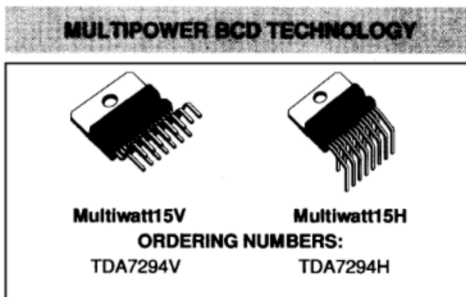 MULTIPOWER BCD TECHNOLOGY
Multiwatt15V Multiwatt15H
ORDERING NUMBERS:
TDA7294V TDA7294H